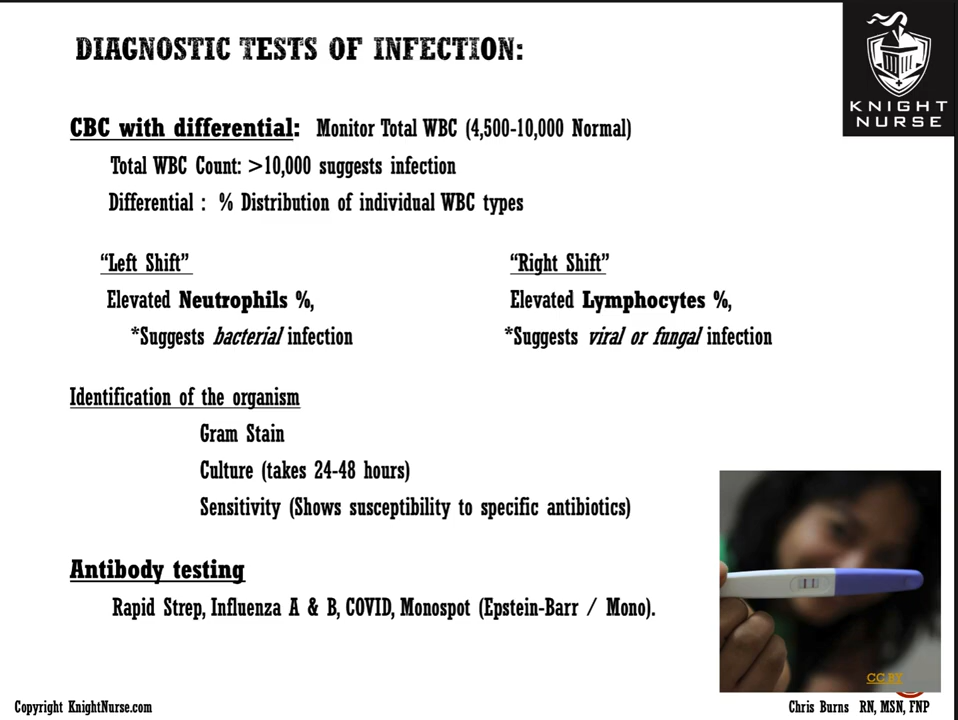 DIAGNOSTIC TESTS OF INFECTION:
KNIGHT
NURSE
CBC with differential: Monitor Total WBC (4,500-10,000 Normal)
Total WBC Count: >10,000 suggests infection
Differential : % Distribution of individual WBC types
“Left Shift”
Elevated Neutrophils %,
*Suggests bacterial infection
“Right Shift”
Elevated Lymphocytes %,
*Suggests viral or fungal infection
Identification of the organism
Gram Stain
Culture (takes 24-48 hours)
Sensitivity (Shows susceptibility to specific antibiotics)
Antibody testing
Rapid Strep, Influenza A & B, COVID, Monospot (Epstein-Barr / Mono).
CC BY
Copyright KnightNurse.com
Chris Burns RN, MSN, FNP